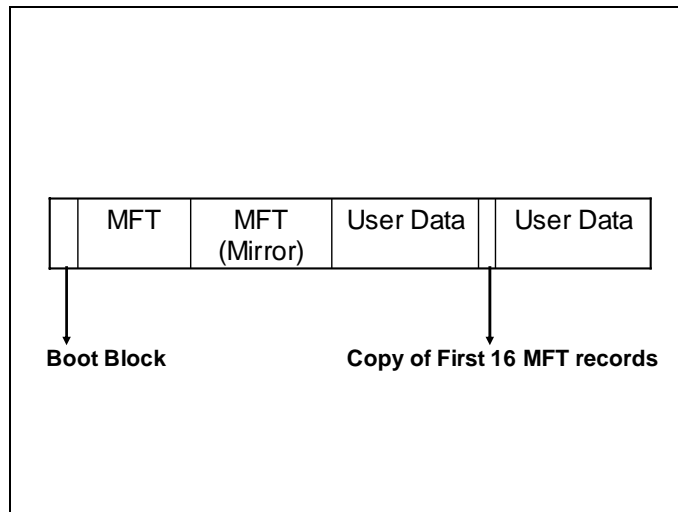 MFT
MFT
(Mirror)
User Data
User Data
Boot Block
Copy of First 16 MFT records